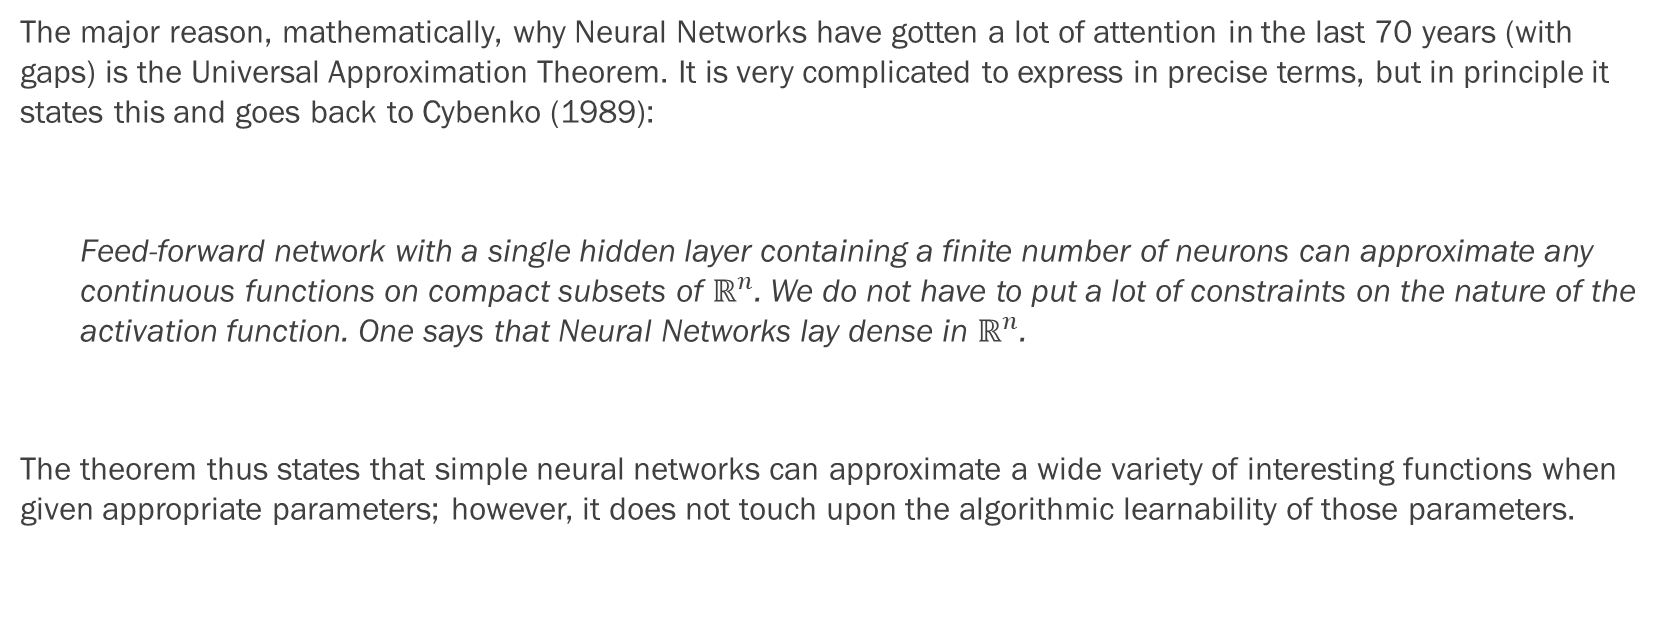 The major reason, mathematically, why Neural Networks have gotten a lot of attention in the last 70 years (with
gaps) is the Universal Approximation Theorem. It is very complicated to express in precise terms, but in principle it
states this and goes back to Cybenko (1989):
Feed-forward network with a single hidden layer containing a finite number of neurons can approximate any
continuous functions on compact subsets of ℝⁿ. We do not have to put a lot of constraints on the nature of the
activation function. One says that Neural Networks lay dense in ℝⁿ.
The theorem thus states that simple neural networks can approximate a wide variety of interesting functions when
given appropriate parameters; however, it does not touch upon the algorithmic learnability of those parameters.